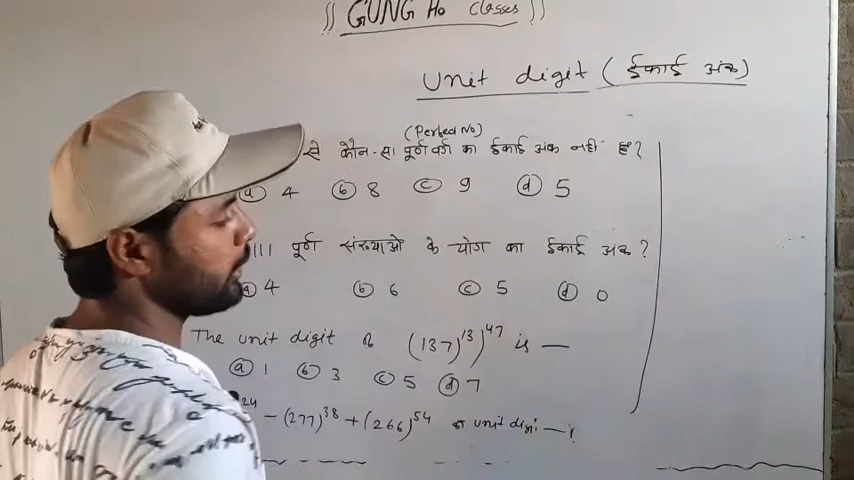 GUNG Ho Classes
Unit digit (ईकाई अंक)
(Perfect No)
से कौन-सा पूर्ण वर्ग का ईकाई अंक नहीं है?
(a) 4 (b) 8 (c) 9 (d) 5
111 पूर्ण संख्याओ के योग का ईकाई अंक?
(a) 4 (b) 6 (c) 5 (d) 0
The unit digit of (137)^13)^47 is —
(a) 1 (b) 3 (c) 5 (d) 7
24 - (277)^38 + (266)^54 का unit digit — ?